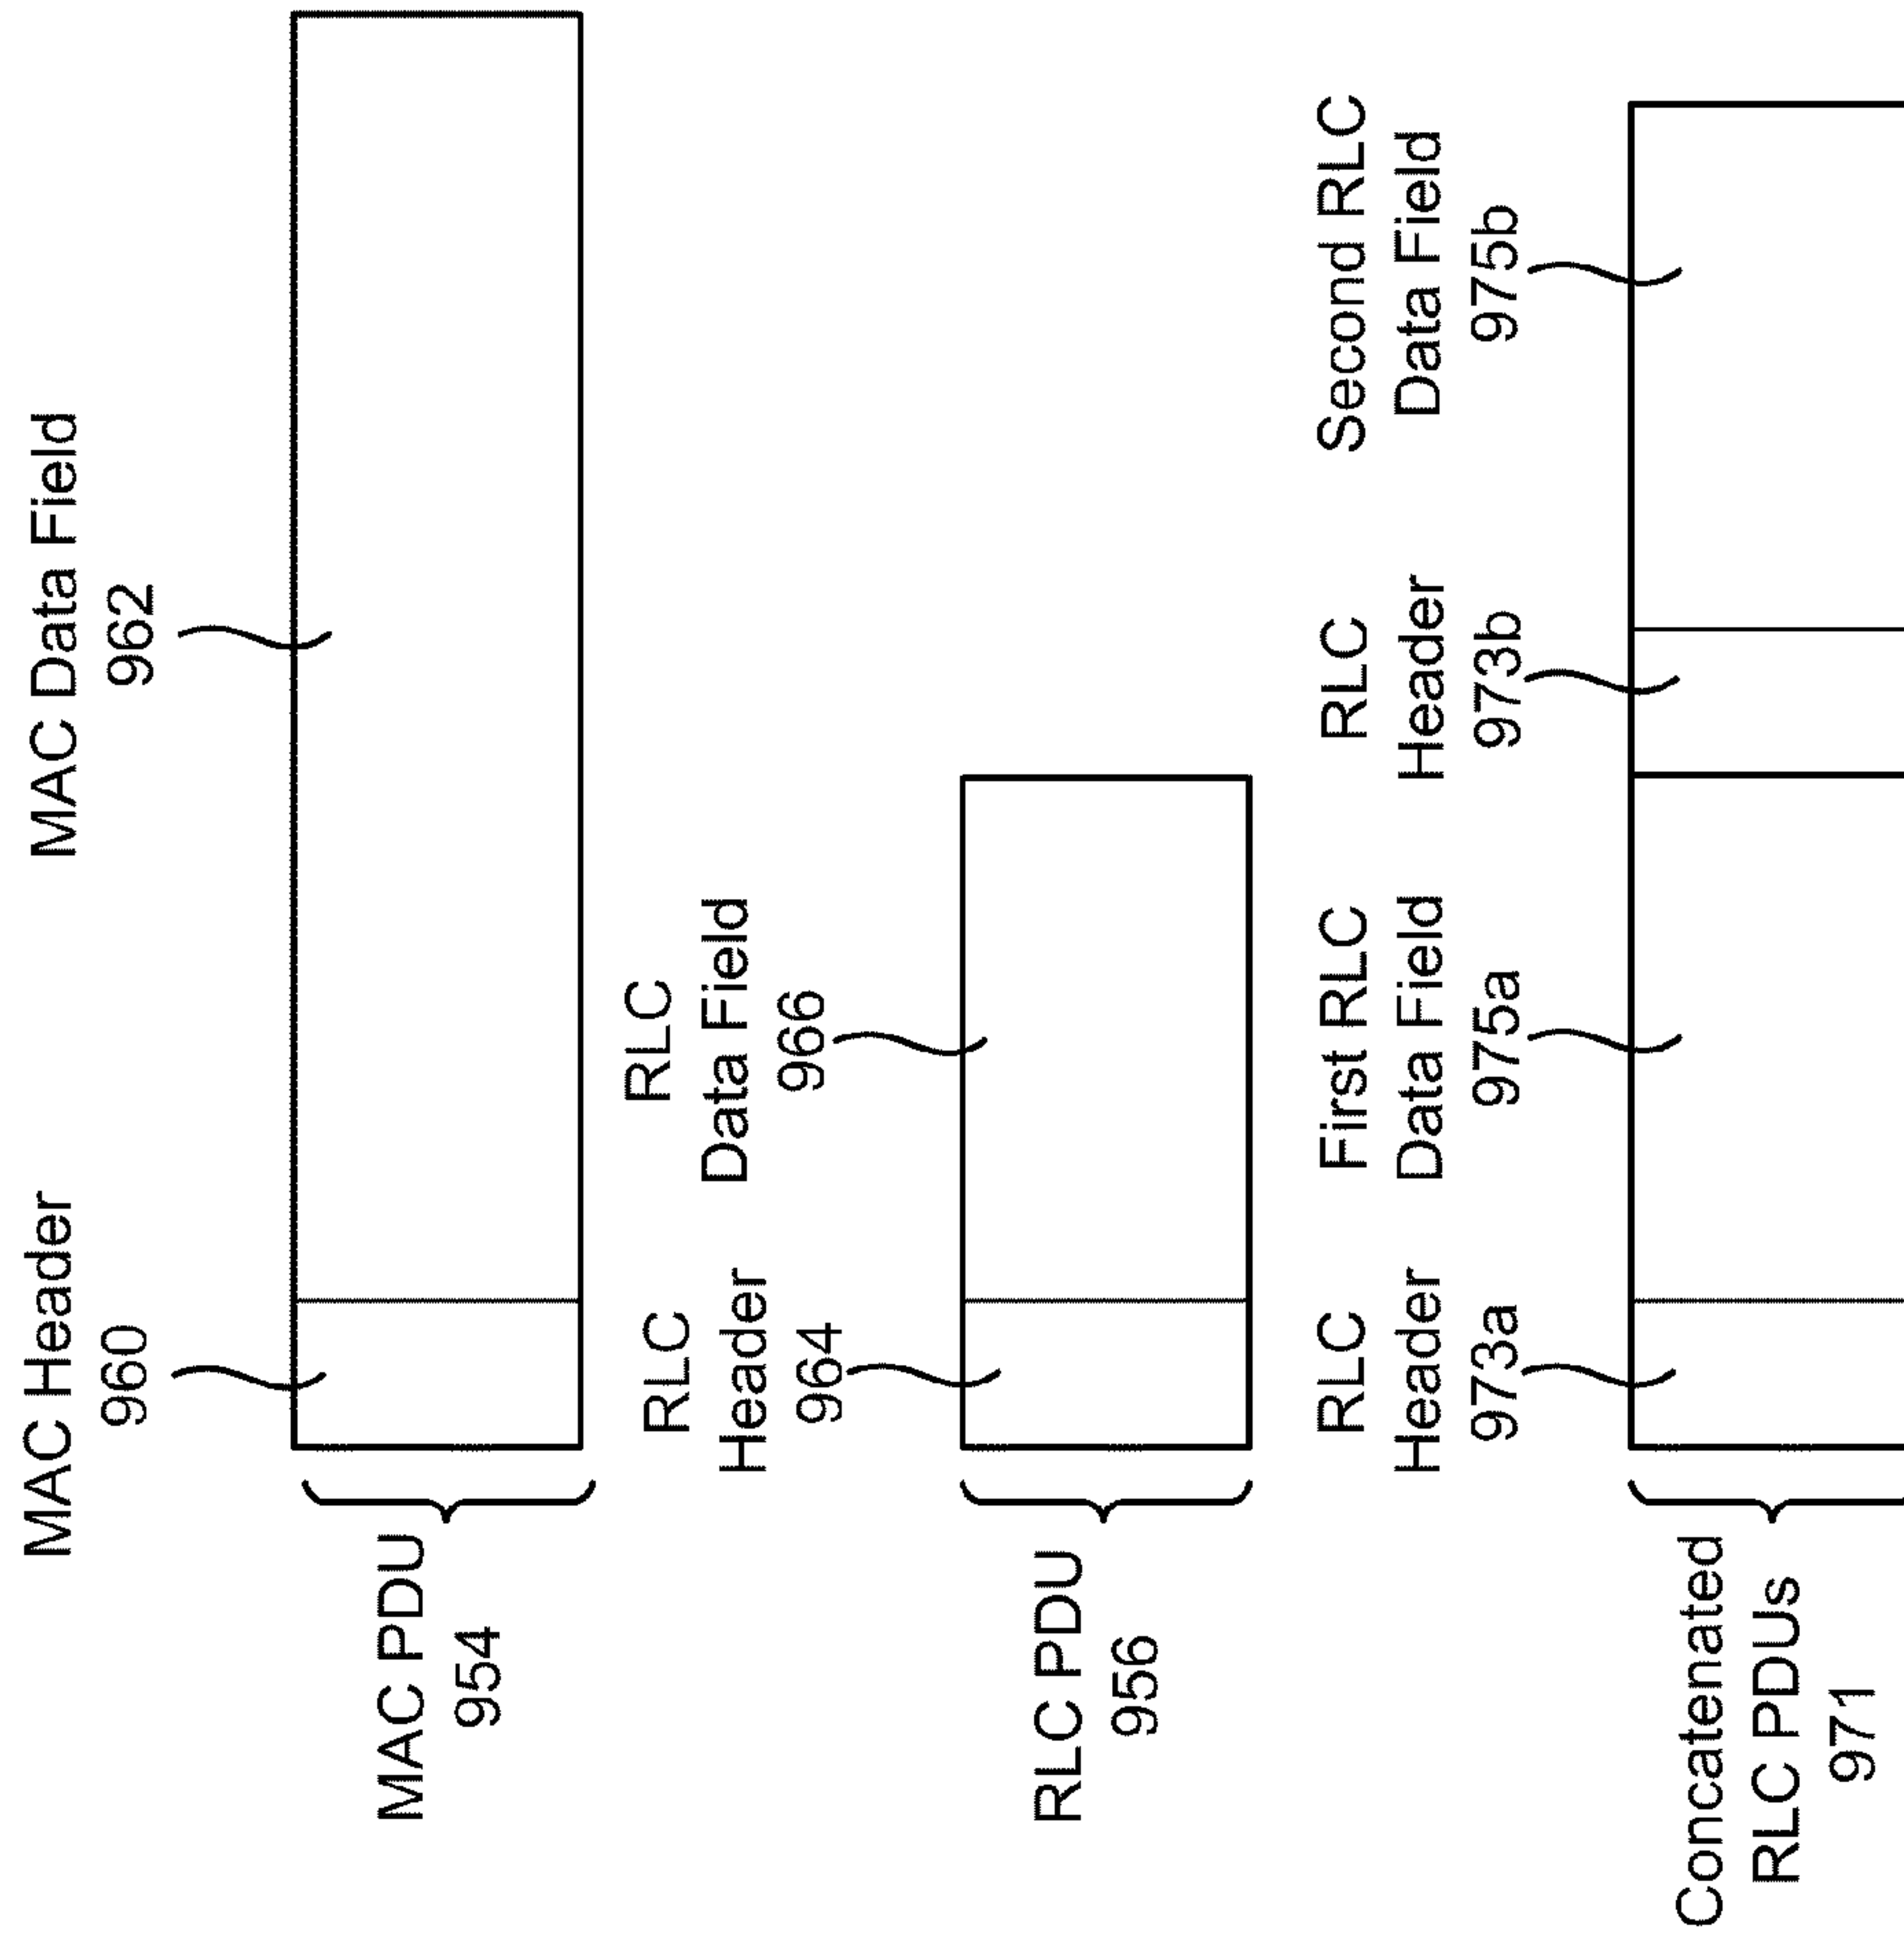 MAC Header
960
MAC Data Field
962
MAC PDU
954
RLC
Header
964
RLC
Data Field
966
RLC PDU
956
RLC
Header
973a
First RLC
Data Field
975a
RLC
Header
973b
Second RLC
Data Field
975b
Concatenated
RLC PDUs
971